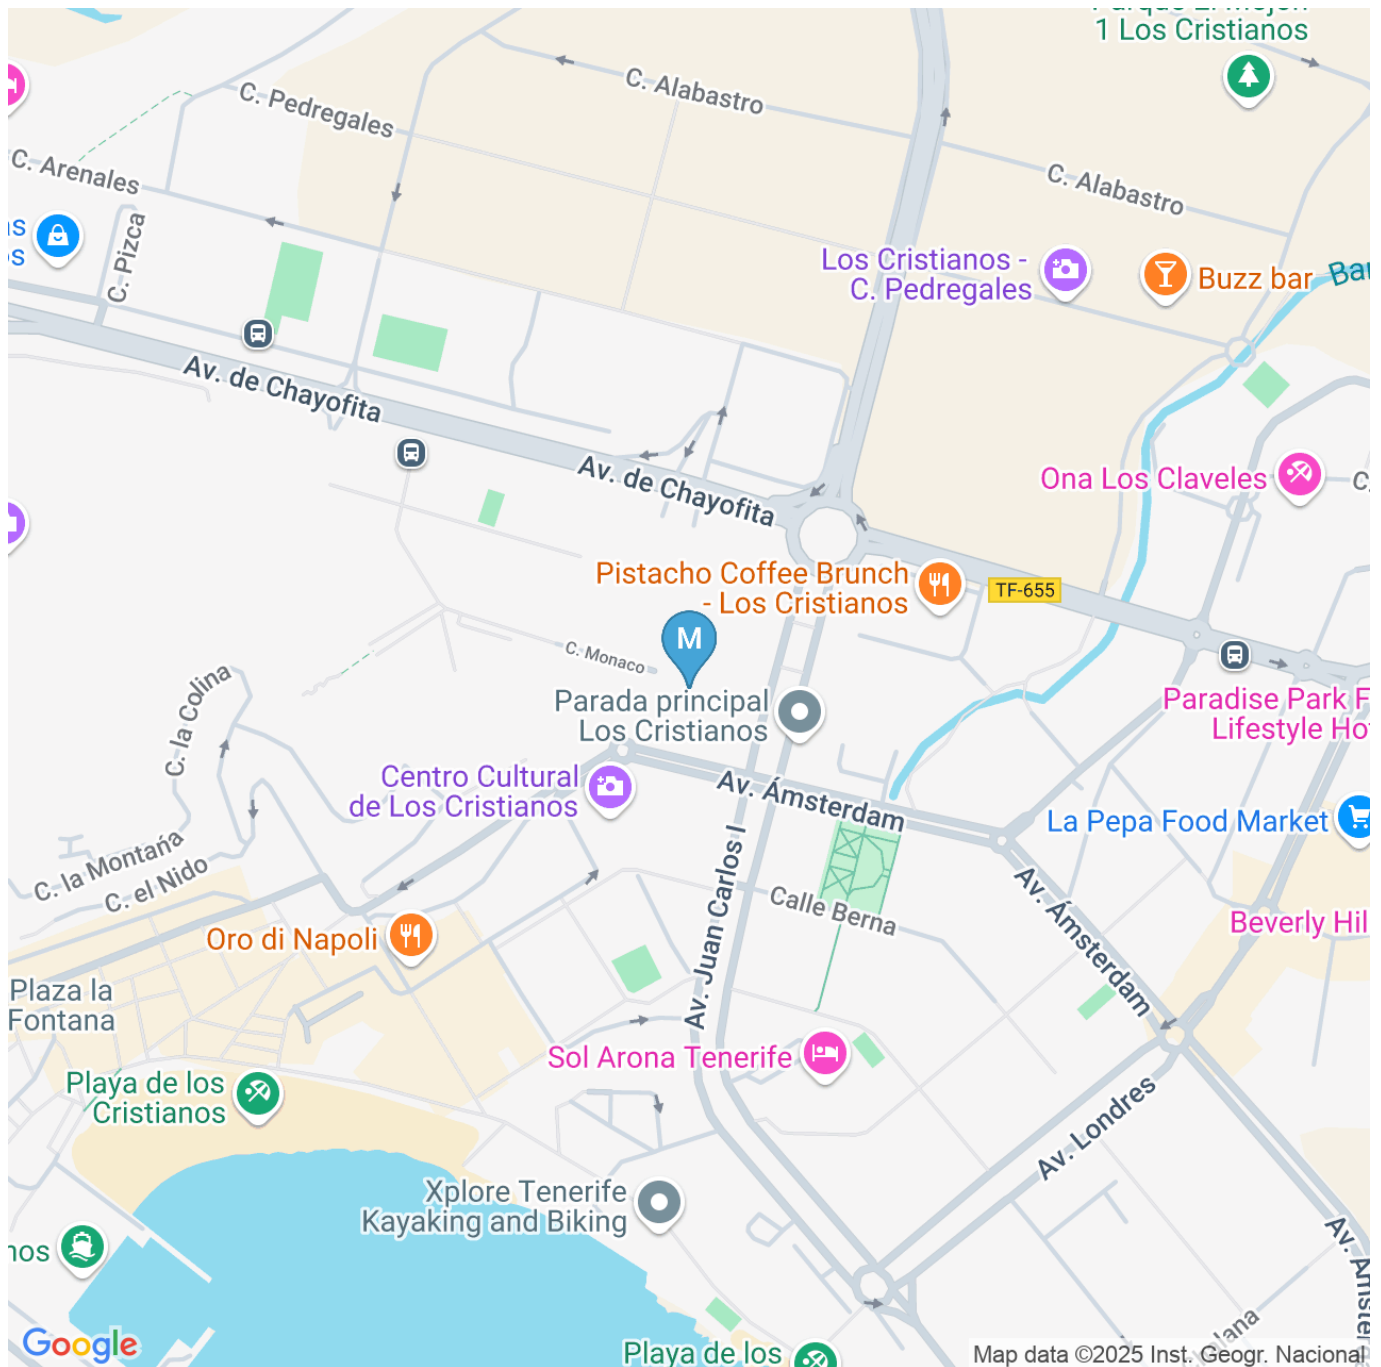 1 Los Cristianos
C. Alabastro
C. Pedregales
C. Arenales
C. Alabastro
C. Pizca
Los Cristianos -
C. Pedregales
Buzz bar
Av. de Chayofita
Av. de Chayofita
Ona Los Claveles
Pistacho Coffee Brunch
- Los Cristianos
TF-655
M
C. Monaco
Parada principal
Los Cristianos
Paradise Park
Lifestyle
C. la Colina
Centro Cultural
de Los Cristianos
Av. Ámsterdam
La Pepa Food Market
C. la Montaña
C. el Nido
Av. Juan Carlos I
Calle Berna
Av. Ámsterdam
Oro di Napoli
Beverly
Plaza la
Fontana
Sol Arona Tenerife
Playa de los
Cristianos
Av. Londres
Xplore Tenerife
Kayaking and Biking
Av.
Google
Playa de los
Map data ©2025 Inst. Geogr. Nacional